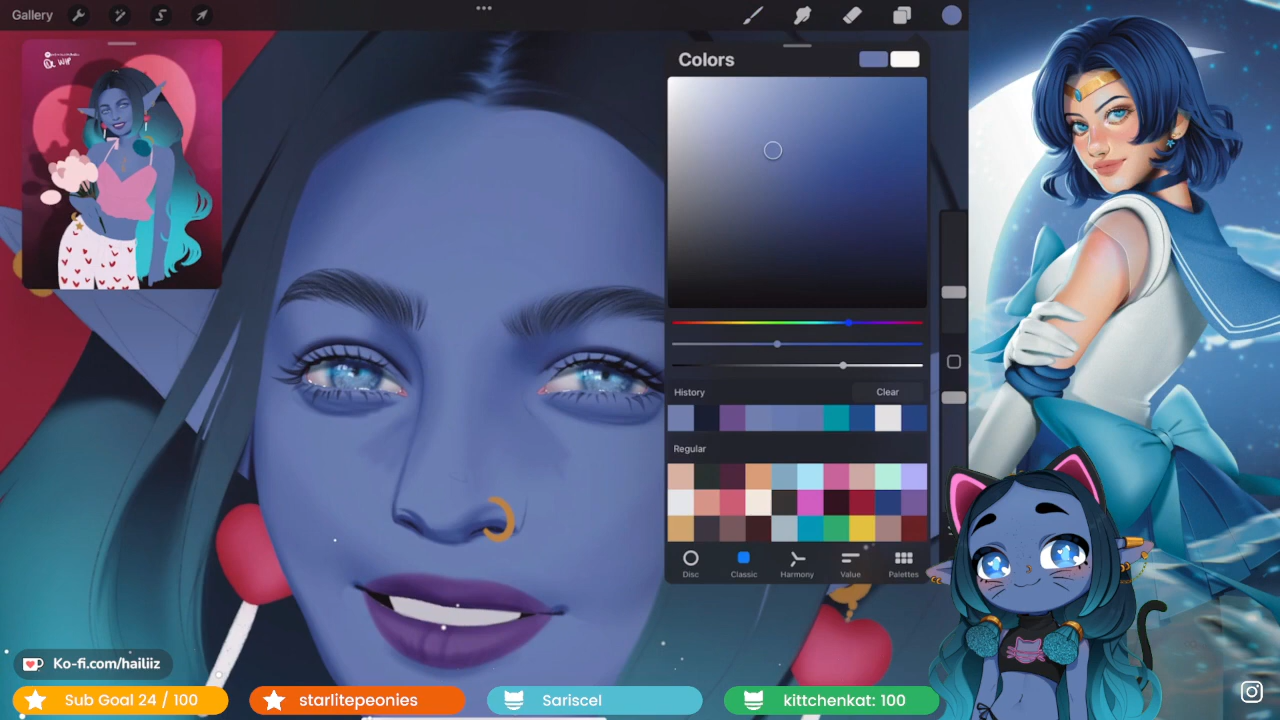 Gallery
WIP
Colors
History
Clear
Regular
Disc
Classic
Harmony
Value
Palettes
Ko-fi.com/hailiiz
Sub Goal 24 / 100
starlitepeonies
Sariscel
kittchenkat: 100